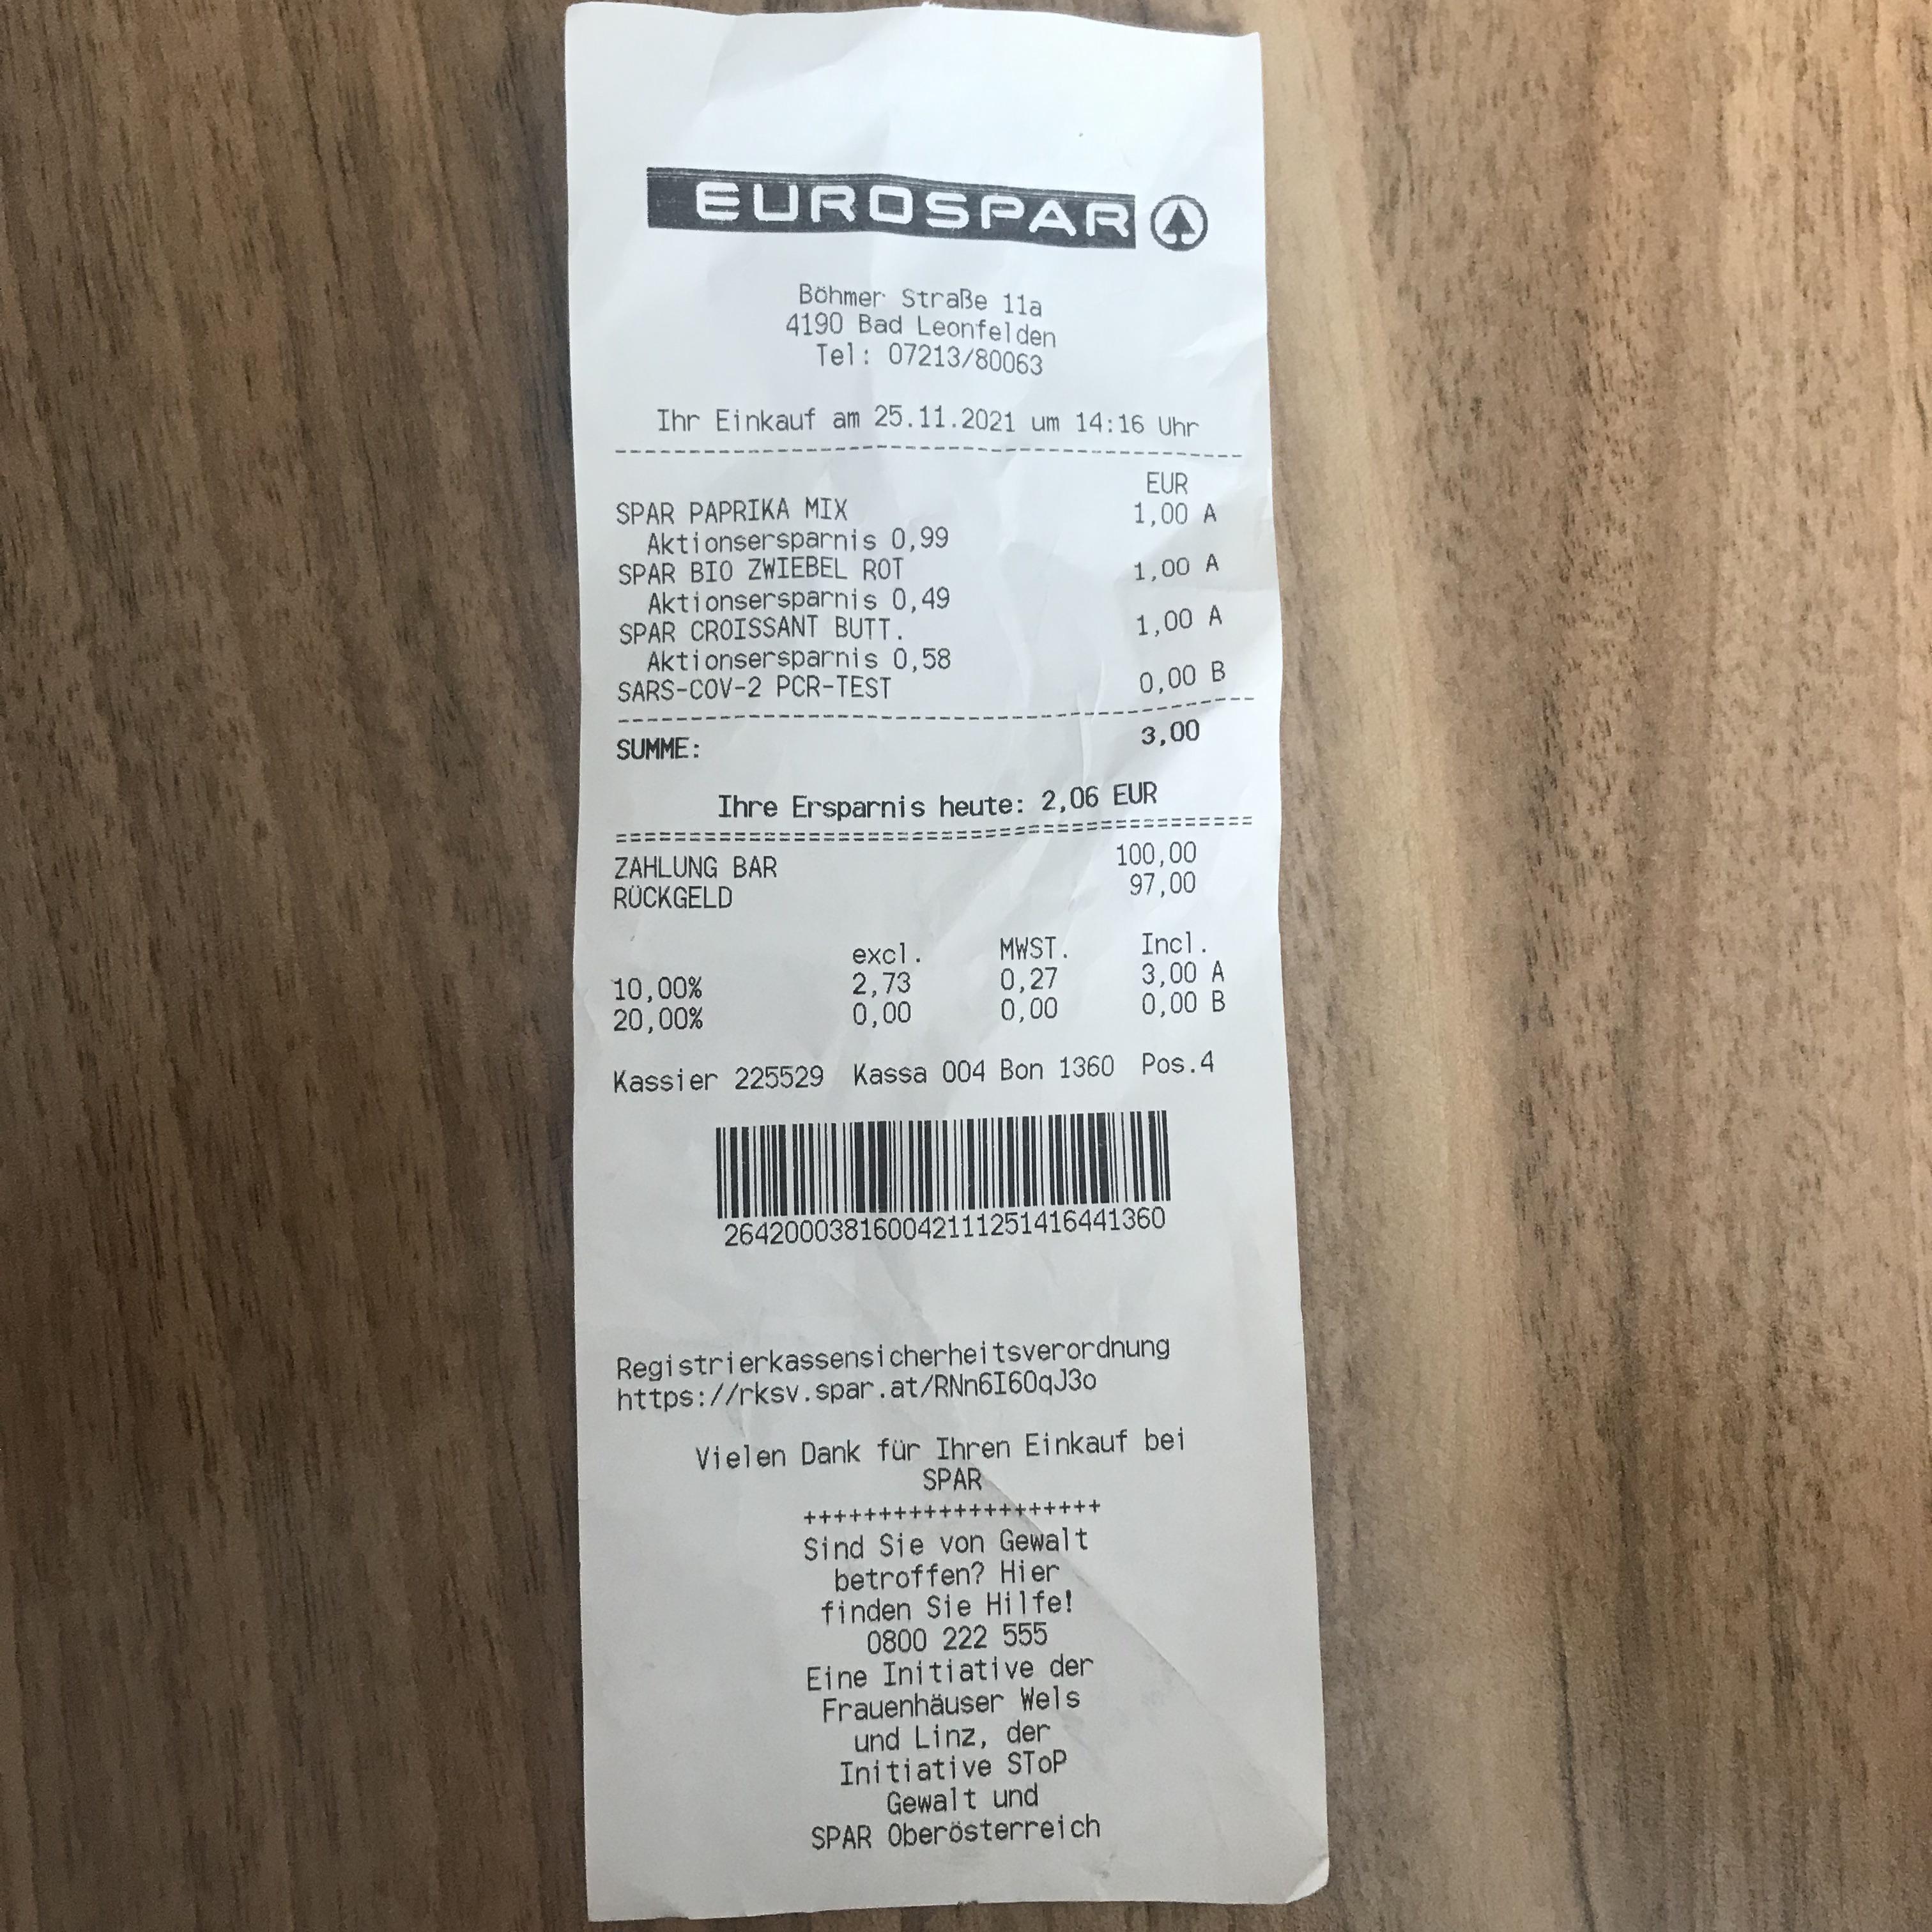 EUROSPAR
Böhmer Straße 11a
4190 Bad Leonfelden
Tel: 07213/80063
Ihr Einkauf am 25.11.2021 um 14:16 Uhr
EUR
SPAR PAPRIKA MIX 1,00 A
Aktionsersparnis 0,99
SPAR BIO ZWIEBEL ROT 1,00 A
Aktionsersparnis 0,49
SPAR CROISSANT BUTT. 1,00 A
Aktionsersparnis 0,58
SARS-COV-2 PCR-TEST 0,00 B
SUMME: 3,00
Ihre Ersparnis heute: 2,06 EUR
ZAHLUNG BAR 100,00
RÜCKGELD 97,00
excl. MWST. Incl.
10,00% 2,73 0,27 3,00 A
20,00% 0,00 0,00 0,00 B
Kassier 225529 Kassa 004 Bon 1360 Pos.4
264200038160042111251416441360
Registrierkassensicherheitsverordnung
https://rksv.spar.at/RNn6I60qJ3o
Vielen Dank für Ihren Einkauf bei
SPAR
++++++++++++++++++++
Sind Sie von Gewalt
betroffen? Hier
finden Sie Hilfe!
0800 222 555
Eine Initiative der
Frauenhäuser Wels
und Linz, der
Initiative SToP
Gewalt und
SPAR Oberösterreich